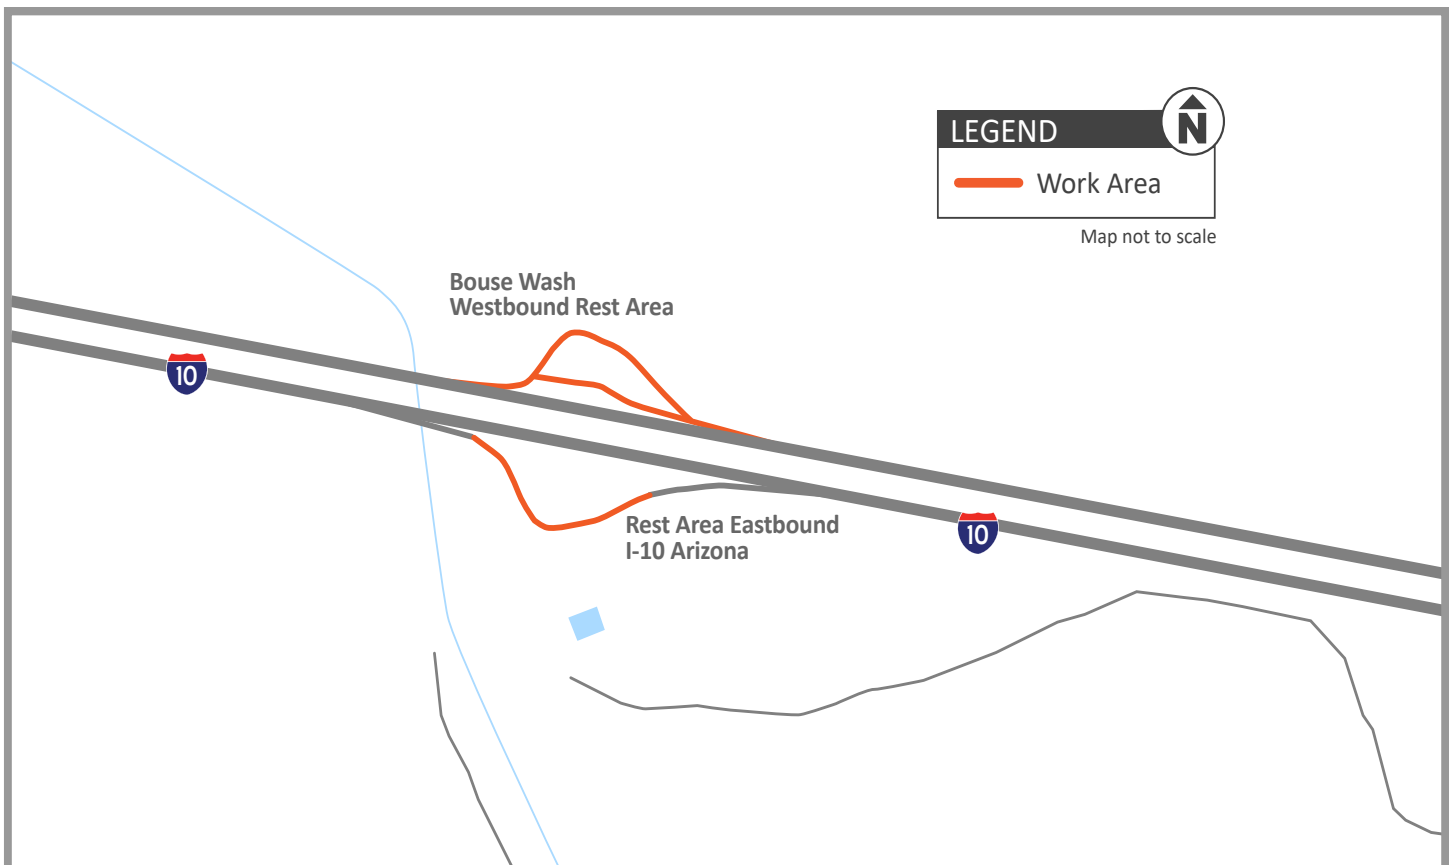 LEGEND
N
Work Area
Map not to scale
Bouse Wash
Westbound Rest Area
10
Rest Area Eastbound
I-10 Arizona
10